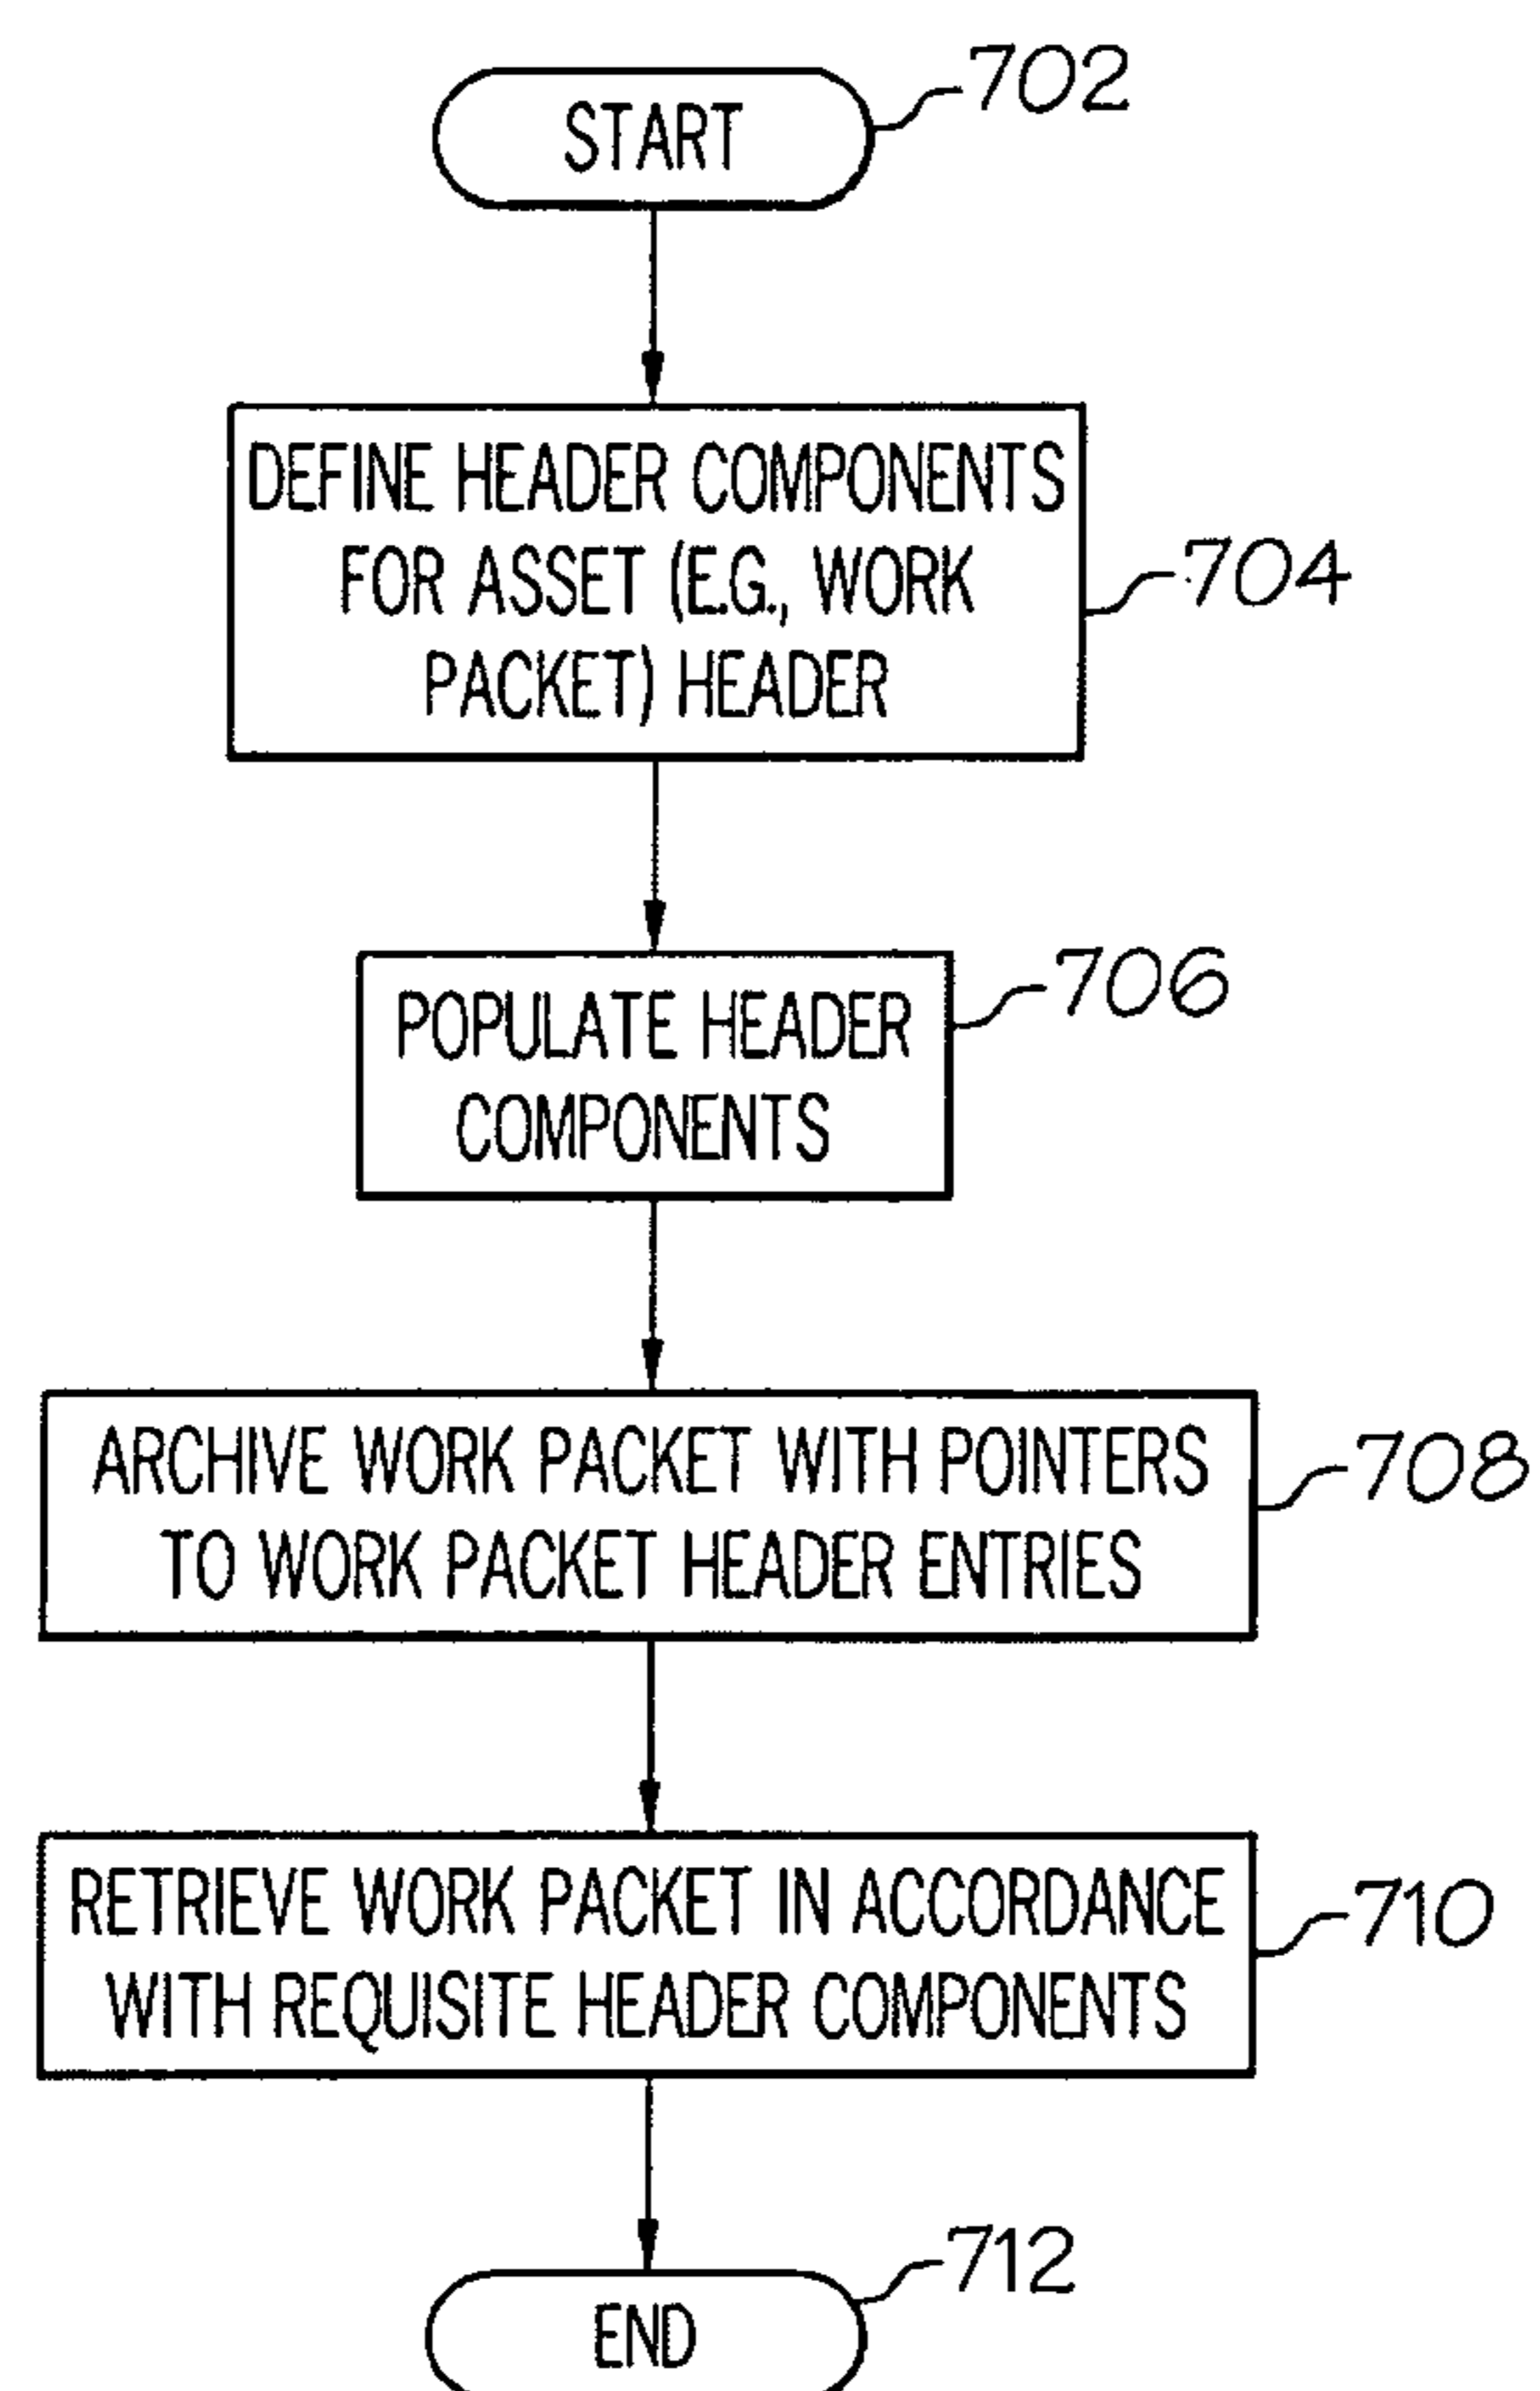 START
702
DEFINE HEADER COMPONENTS
FOR ASSET (E.G., WORK
PACKET) HEADER
704
POPULATE HEADER
COMPONENTS
706
ARCHIVE WORK PACKET WITH POINTERS
TO WORK PACKET HEADER ENTRIES
708
RETRIEVE WORK PACKET IN ACCORDANCE
WITH REQUISITE HEADER COMPONENTS
710
END
712